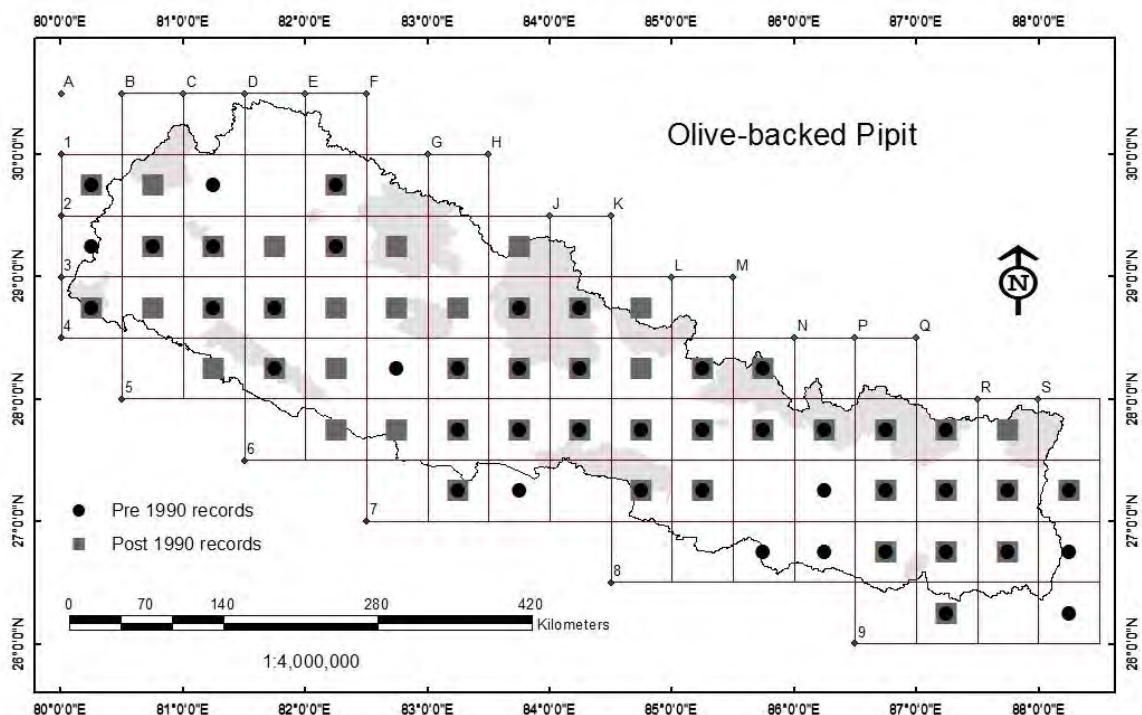 80°0'0"E 81°0'0"E 82°0'0"E 83°0'0"E 84°0'0"E 85°0'0"E 86°0'0"E 87°0'0"E 88°0'0"E
A B C D E F
Olive-backed Pipit
1 G H
30°0'0"N 30°0'0"N
2 J K
3 L M
29°0'0"N 29°0'0"N
N
4 N P Q
5 R S
28°0'0"N 28°0'0"N
6
Pre 1990 records
7
27°0'0"N 27°0'0"N
Post 1990 records
8
0 70 140 280 420
Kilometers
9
26°0'0"N 26°0'0"N
1:4,000,000
80°0'0"E 81°0'0"E 82°0'0"E 83°0'0"E 84°0'0"E 85°0'0"E 86°0'0"E 87°0'0"E 88°0'0"E